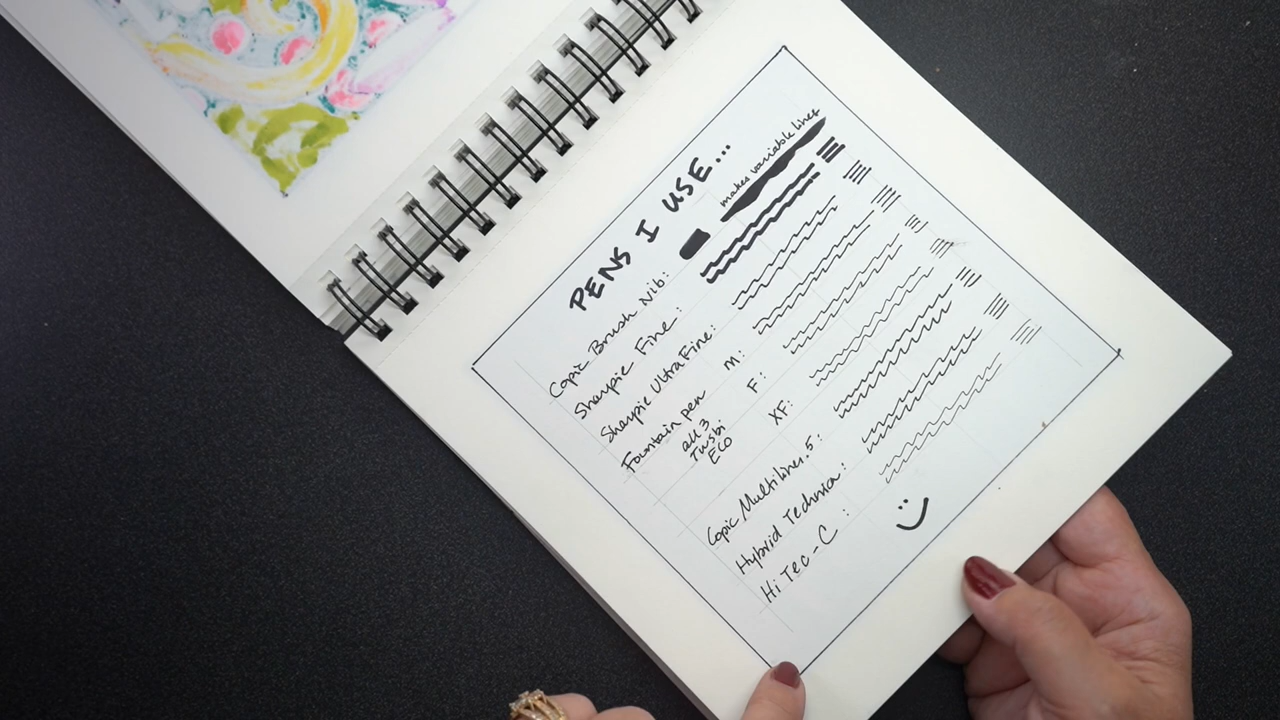 PENS I USE...
makes variable lines
Copic Brush Nib:
Sharpie Fine:
Sharpie UltraFine:
Fountain pen M:
all 3 F:
Twsbi
ECO XF:
Copic Multiliner .5:
Hybrid Technica:
Hi Tec-C :